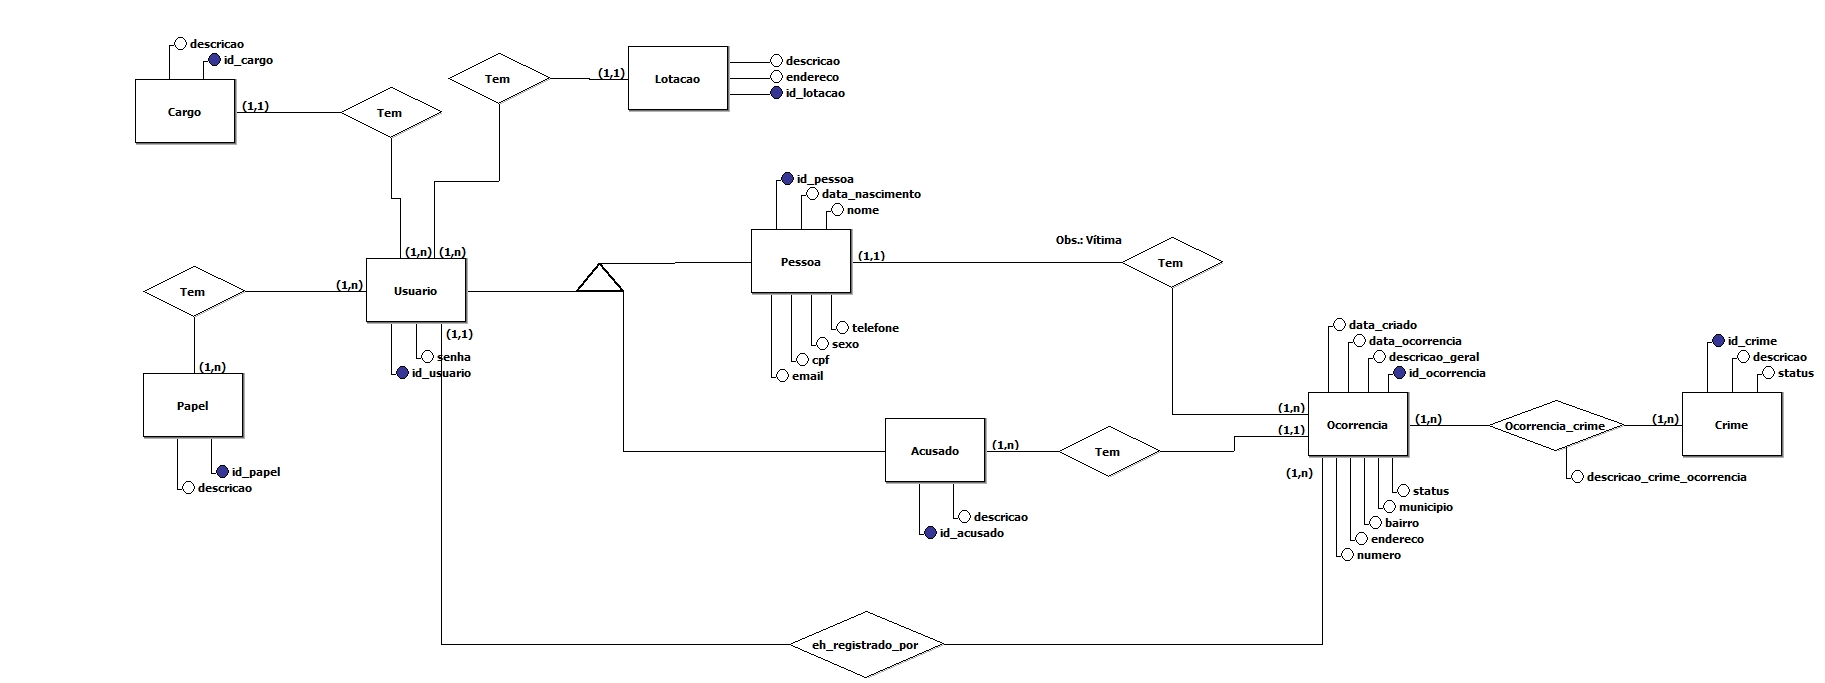 descricao
id_cargo
Cargo
(1,1)
Tem
Tem
(1,1)
Lotacao
descricao
endereco
id_lotacao
id_pessoa
data_nascimento
nome
Pessoa
(1,1)
Obs.: Vítima
Tem
telefone
sexo
cpf
email
(1,n)
(1,n)
Tem
(1,n)
Usuario
(1,1)
senha
id_usuario
(1,n)
Papel
id_papel
descricao
data_criado
data_ocorrencia
descricao_geral
id_ocorrencia
(1,n)
(1,1)
Ocorrencia
(1,n)
(1,n)
Ocorrencia_crime
(1,n)
descricao_crime_ocorrencia
id_crime
descricao
status
Crime
Acusado
(1,n)
Tem
descricao
id_acusado
status
municipio
bairro
endereco
numero
eh_registrado_por